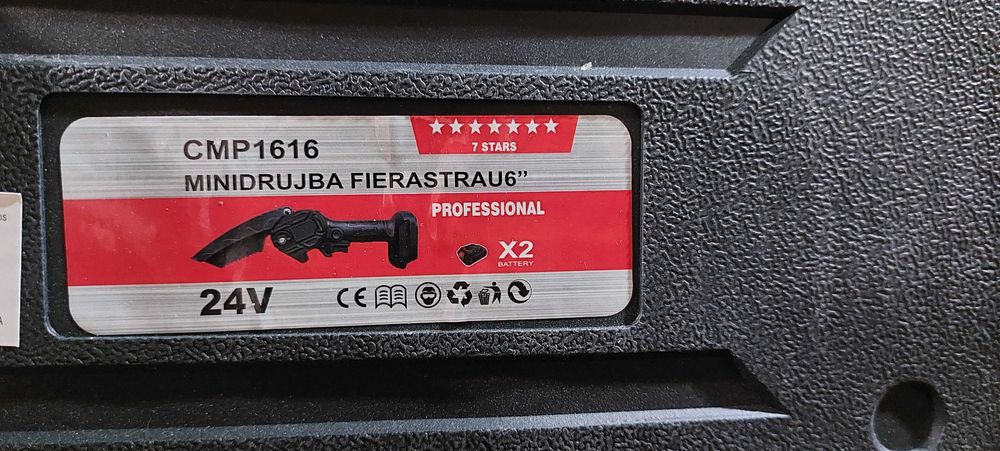 CMP1616
7 STARS
MINIDRUJBA FIERASTRAU6”
PROFESSIONAL
X2
BATTERY
24V
CE